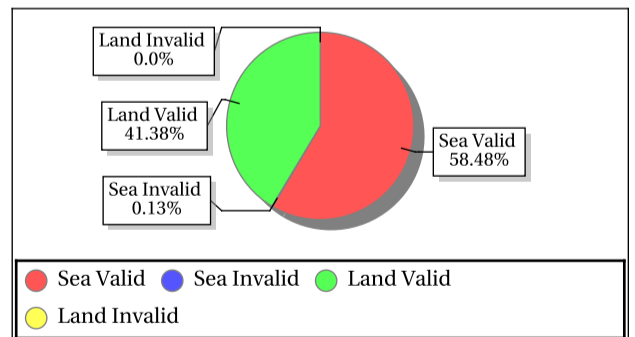 Land Invalid
0.0%
Land Valid
41.38%
Sea Valid
58.48%
Sea Invalid
0.13%
Sea Valid Sea Invalid Land Valid
Land Invalid